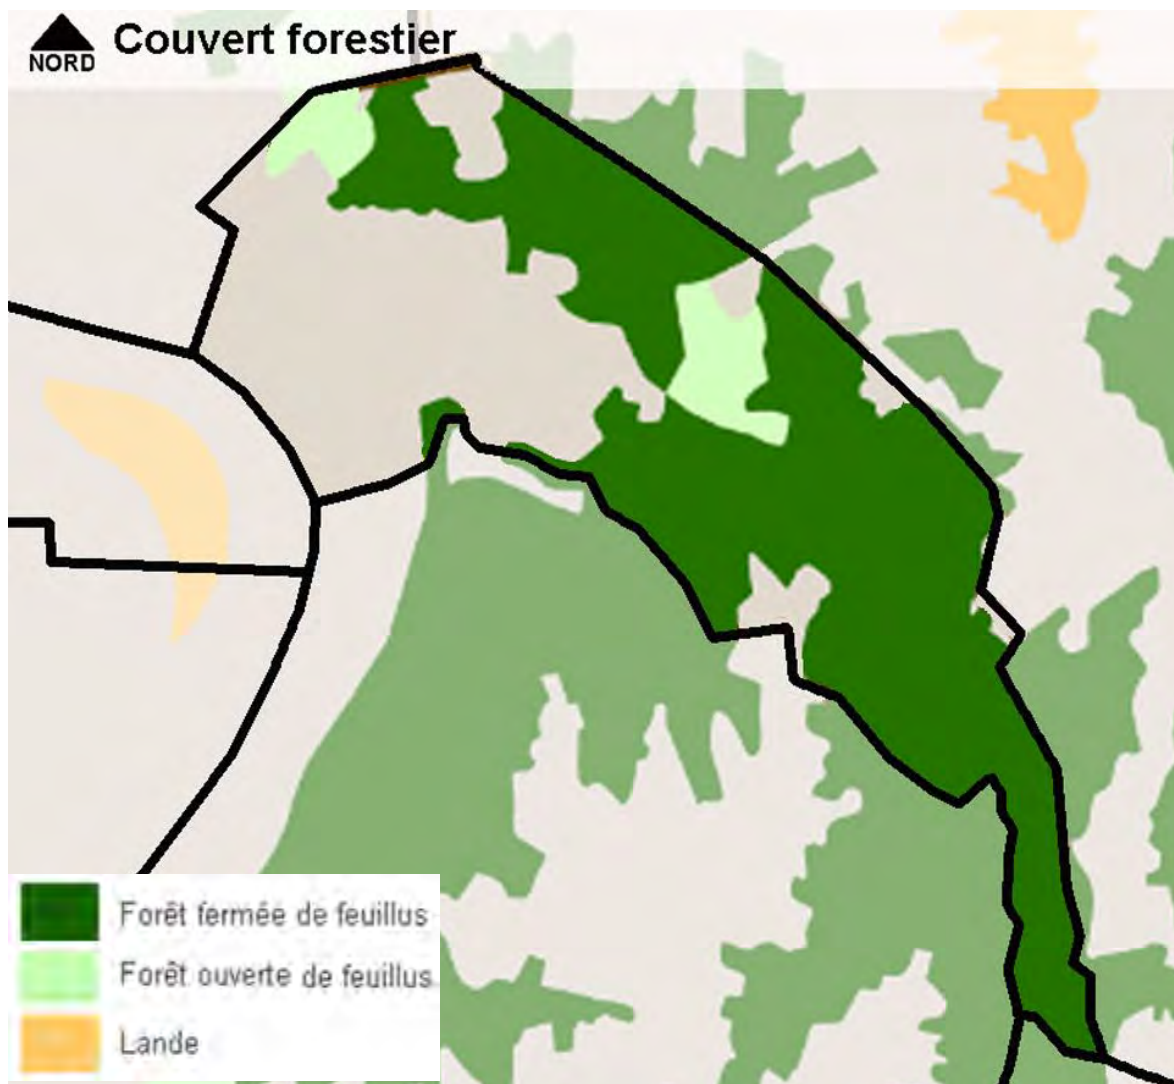 Couvert forestier
NORD
Forêt fermée de feuillus
Forêt ouverte de feuillus
Lande